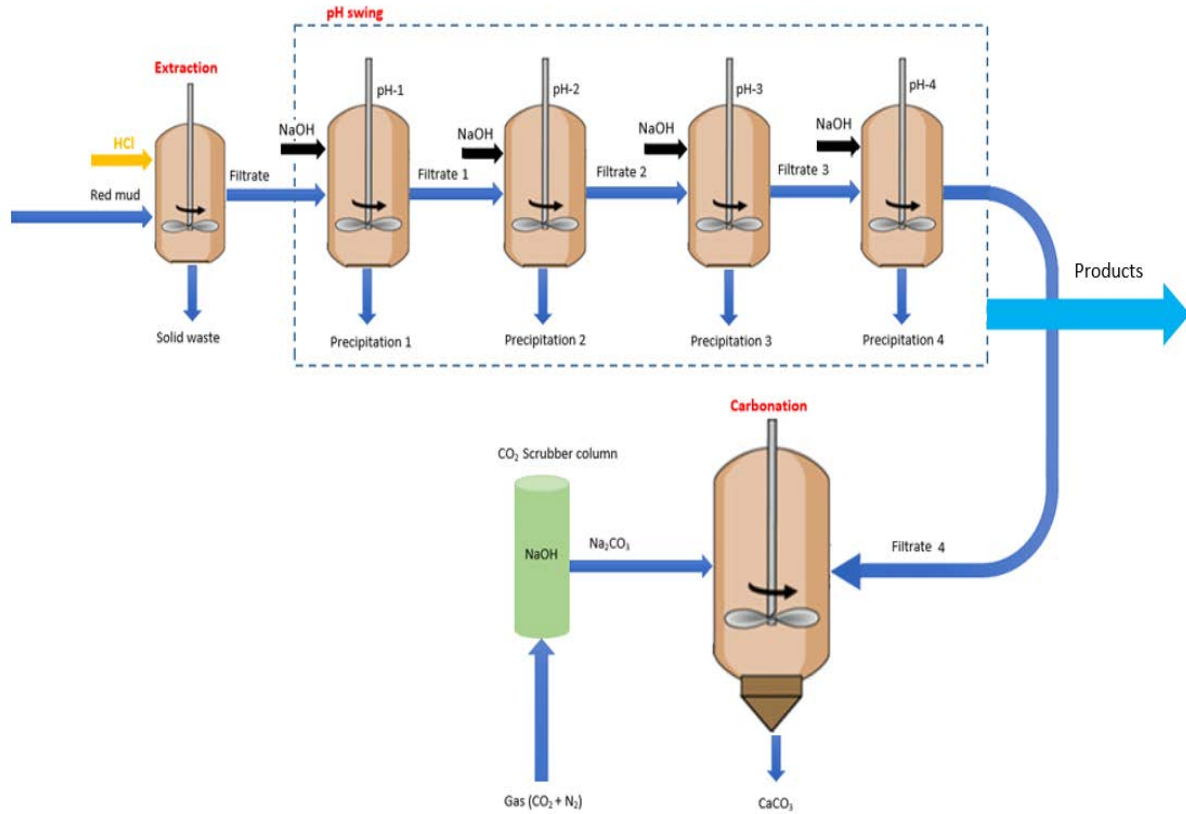 pH swing
Extraction
pH-1
pH-2
pH-3
pH-4
HCl
NaOH
NaOH
NaOH
NaOH
Red mud
Filtrate
Filtrate 1
Filtrate 2
Filtrate 3
Products
Solid waste
Precipitation 1
Precipitation 2
Precipitation 3
Precipitation 4
Carbonation
CO₂ Scrubber column
NaOH
Na₂CO₃
Filtrate 4
Gas (CO₂ + N₂)
CaCO₃